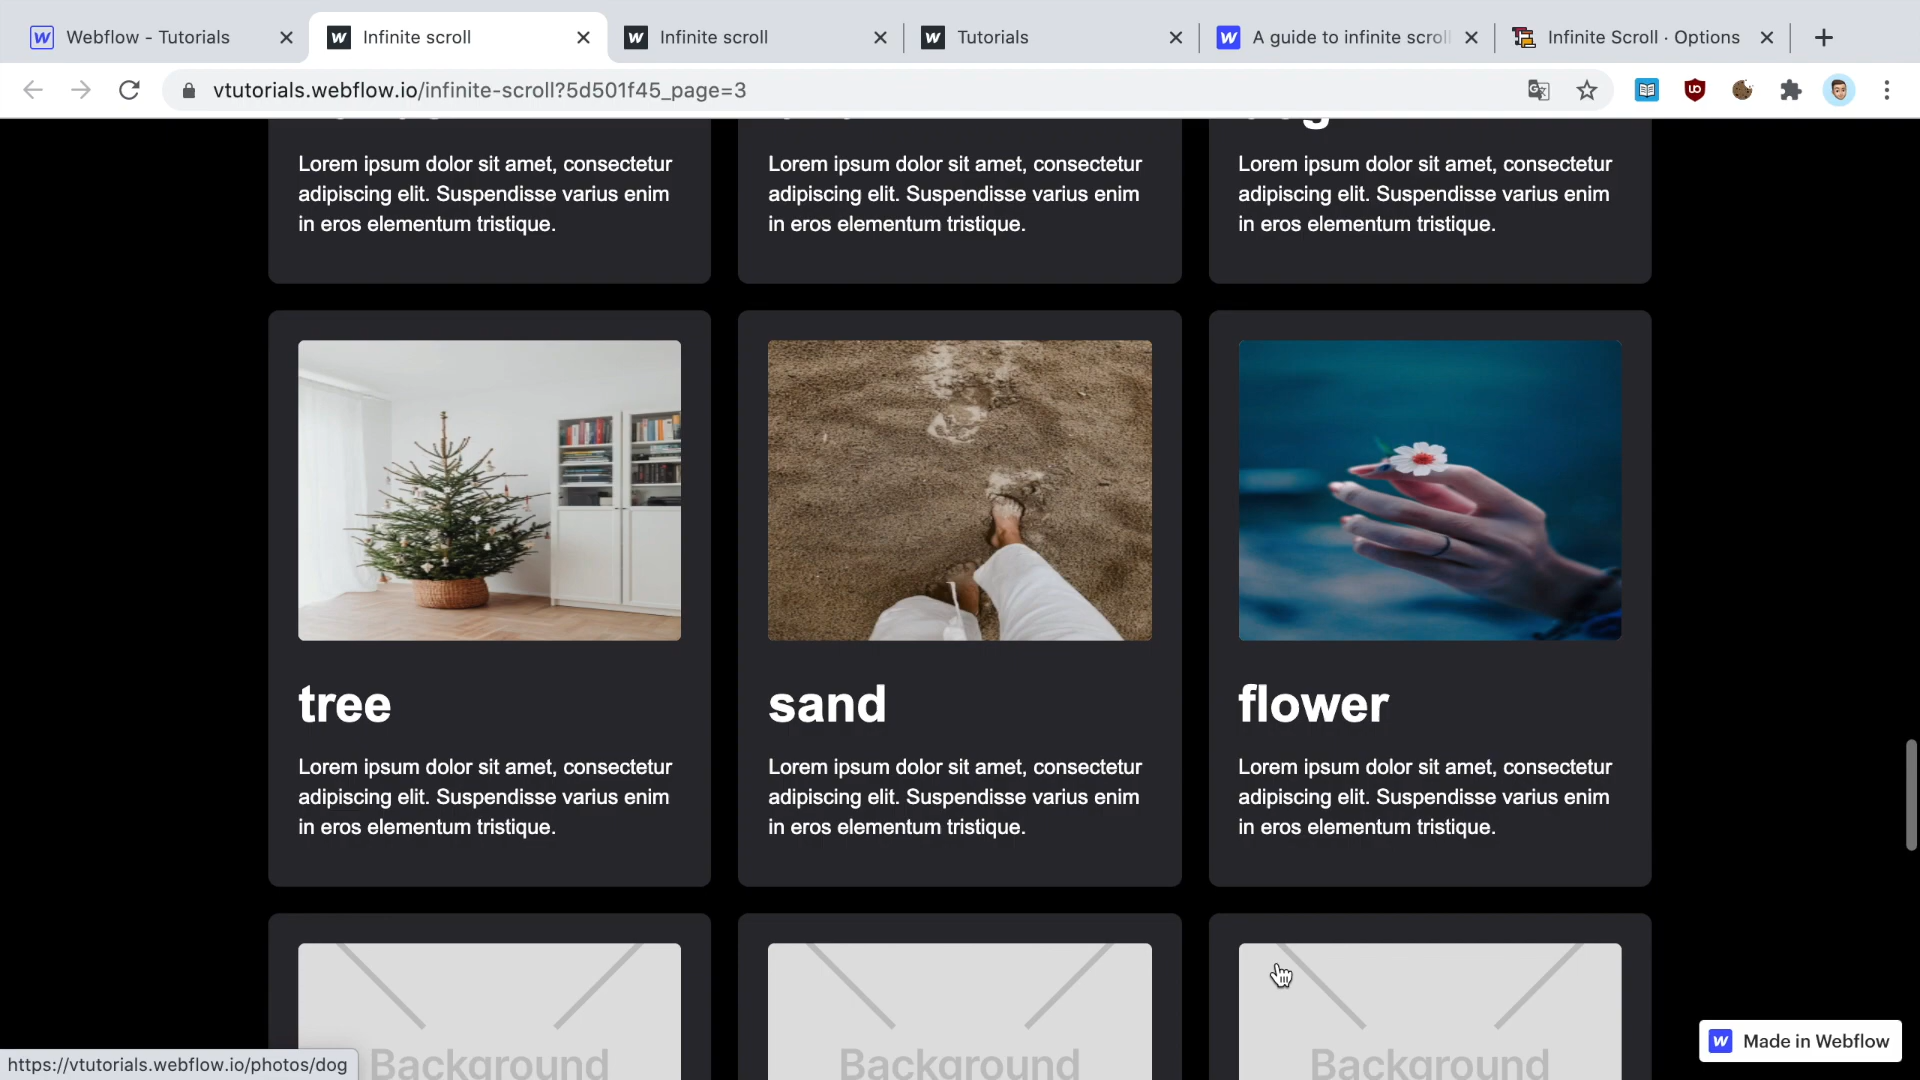 Webflow - Tutorials
Infinite scroll
Infinite scroll
Tutorials
A guide to infinite scroll
Infinite Scroll · Options
vtutorials.webflow.io/infinite-scroll?5d501f45_page=3
Lorem ipsum dolor sit amet, consectetur
adipiscing elit. Suspendisse varius enim
in eros elementum tristique.
Lorem ipsum dolor sit amet, consectetur
adipiscing elit. Suspendisse varius enim
in eros elementum tristique.
Lorem ipsum dolor sit amet, consectetur
adipiscing elit. Suspendisse varius enim
in eros elementum tristique.
tree
Lorem ipsum dolor sit amet, consectetur
adipiscing elit. Suspendisse varius enim
in eros elementum tristique.
sand
Lorem ipsum dolor sit amet, consectetur
adipiscing elit. Suspendisse varius enim
in eros elementum tristique.
flower
Lorem ipsum dolor sit amet, consectetur
adipiscing elit. Suspendisse varius enim
in eros elementum tristique.
Background
Background
Background
Made in Webflow
https://vtutorials.webflow.io/photos/dog